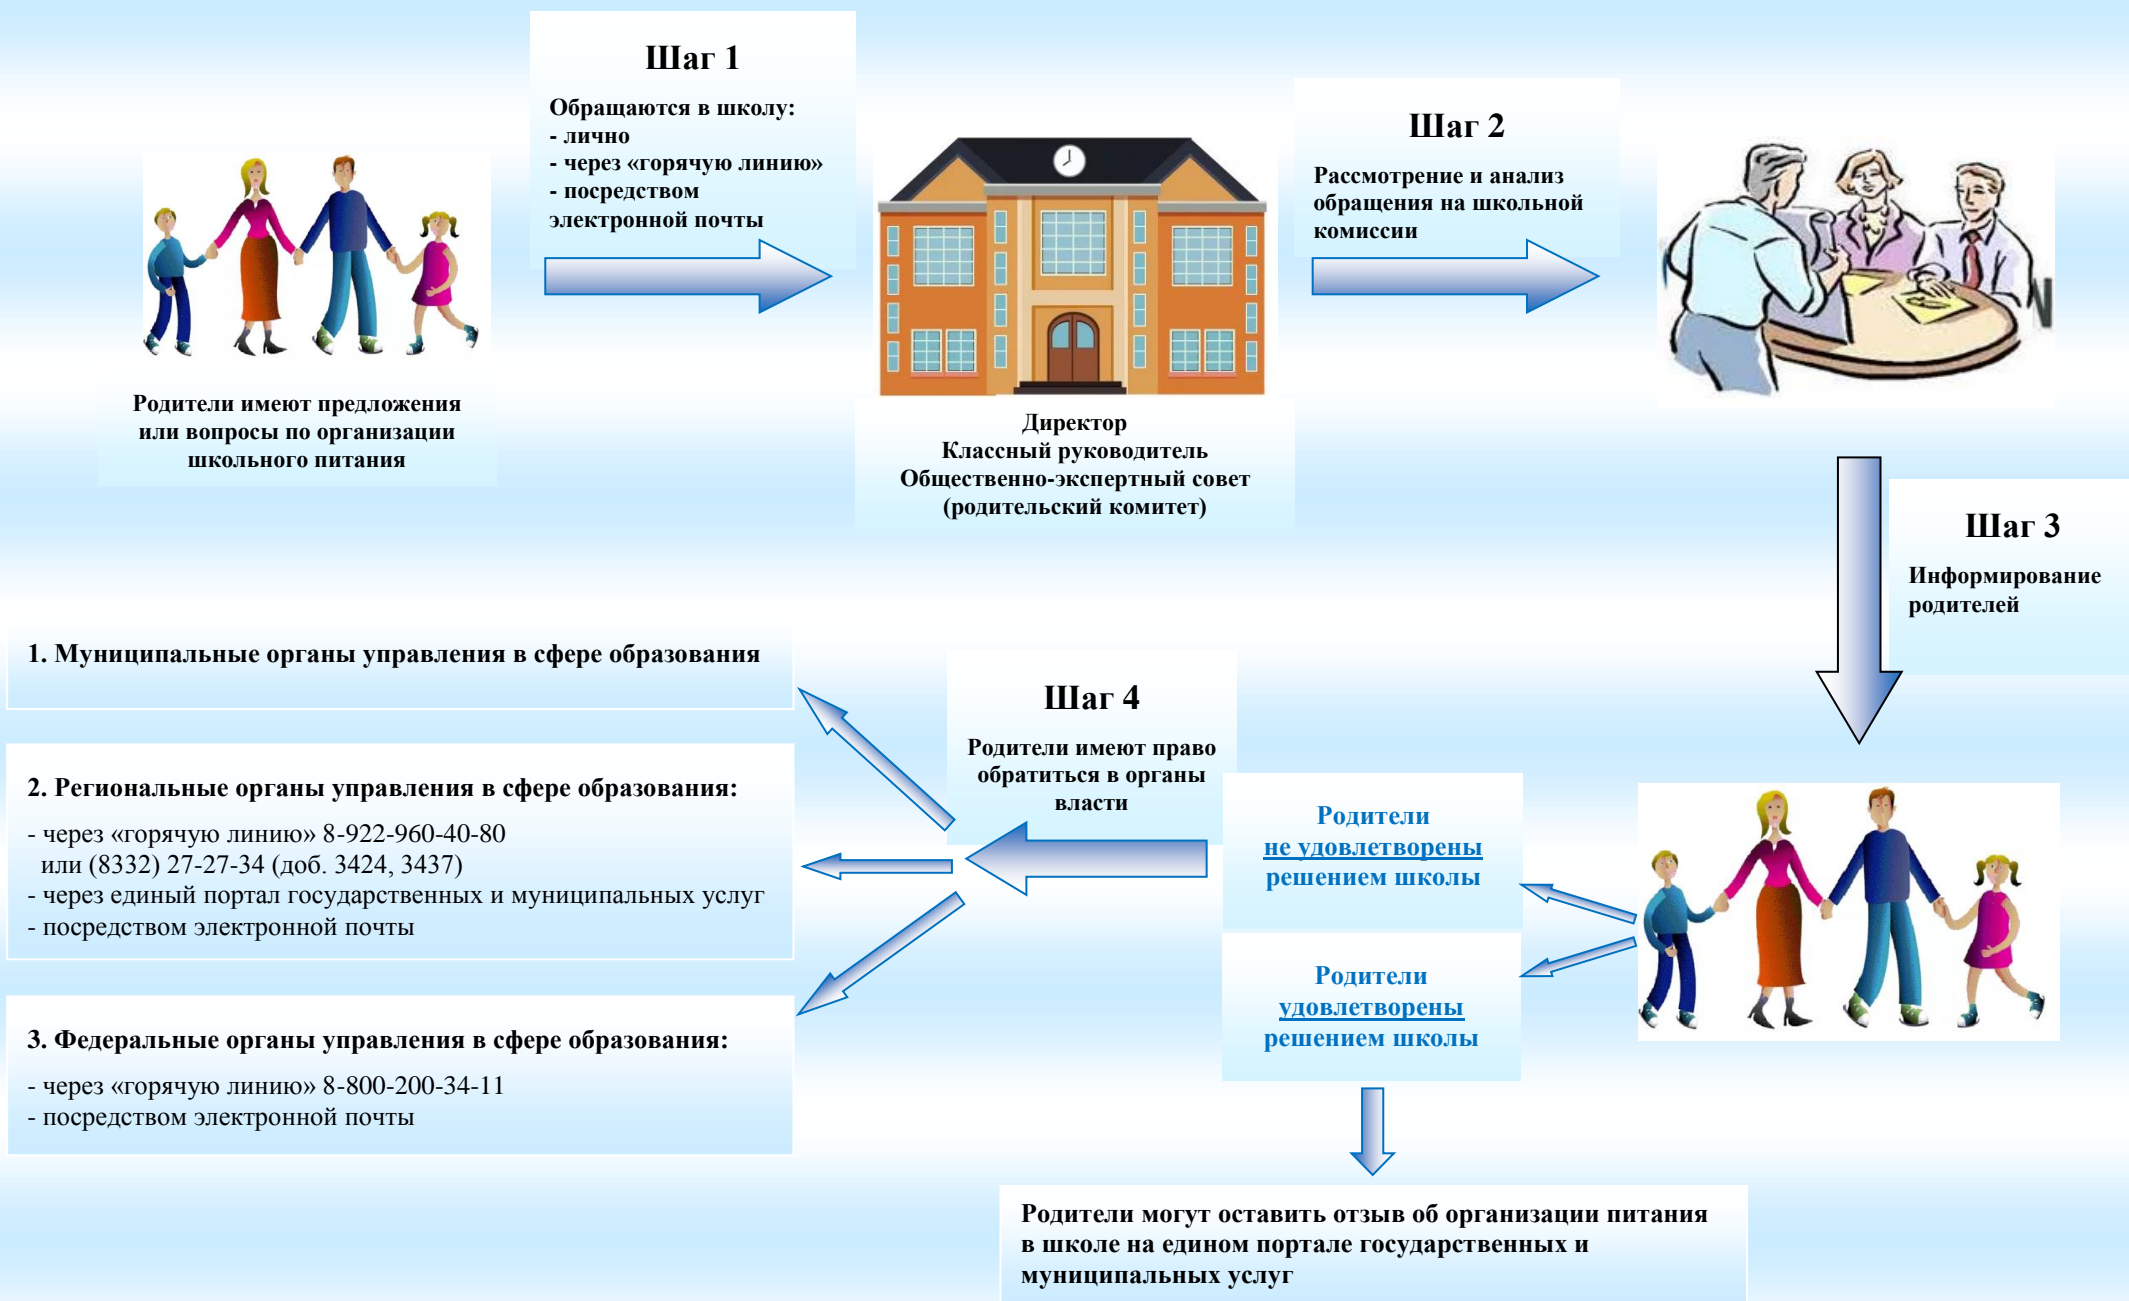 Шаг 1
Обращаются в школу:
- лично
- через «горячую линию»
- посредством
электронной почты
Шаг 2
Рассмотрение и анализ
обращения на школьной
комиссии
Родители имеют предложения
или вопросы по организации
школьного питания
Директор
Классный руководитель
Общественно-экспертный совет
(родительский комитет)
Шаг 3
Информирование
родителей
Шаг 4
Родители имеют право
обратиться в органы
власти
Родители
не удовлетворены
решением школы
Родители
удовлетворены
решением школы
1. Муниципальные органы управления в сфере образования
2. Региональные органы управления в сфере образования:
- через «горячую линию» 8-922-960-40-80
или (8332) 27-27-34 (доб. 3424, 3437)
- через единый портал государственных и муниципальных услуг
- посредством электронной почты
3. Федеральные органы управления в сфере образования:
- через «горячую линию» 8-800-200-34-11
- посредством электронной почты
Родители могут оставить отзыв об организации питания
в школе на едином портале государственных и
муниципальных услуг